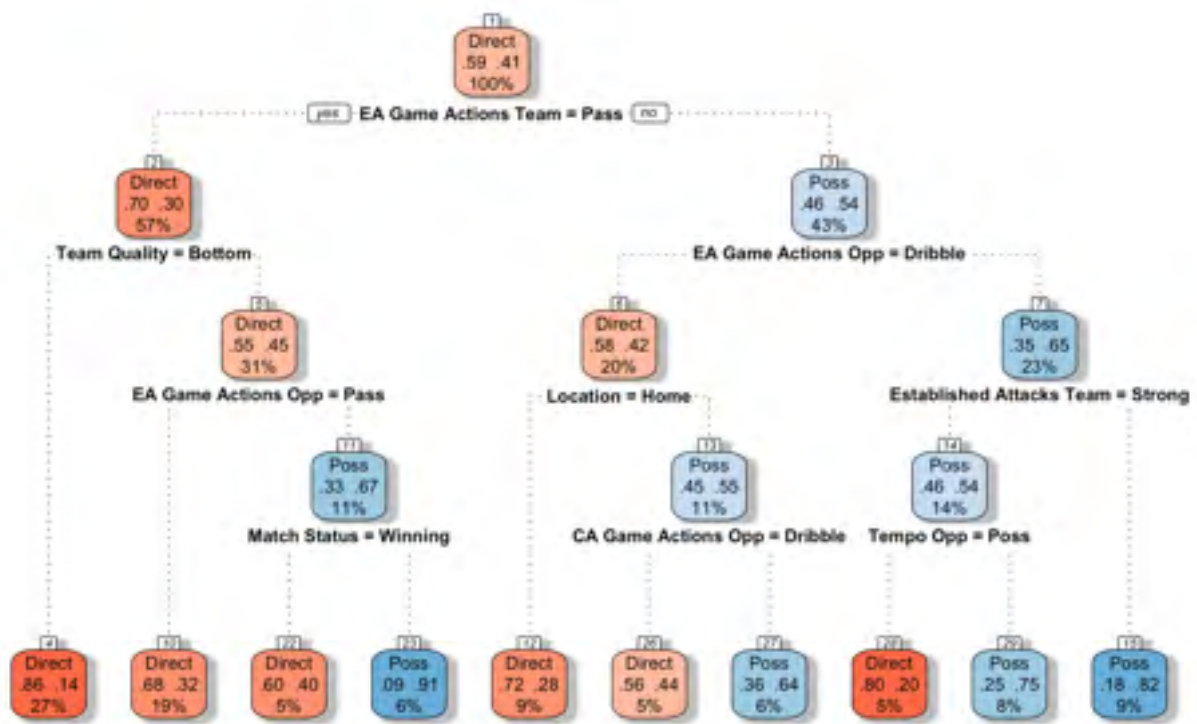 1
Direct
.59 .41
100%
yes EA Game Actions Team = Pass no
2
Direct
.70 .30
57%
3
Poss
.46 .54
43%
Team Quality = Bottom
EA Game Actions Opp = Dribble
5
Direct
.55 .45
31%
6
Direct
.58 .42
20%
7
Poss
.35 .65
23%
EA Game Actions Opp = Pass
Location = Home
Established Attacks Team = Strong
11
Poss
.33 .67
11%
13
Poss
.45 .55
11%
14
Poss
.46 .54
14%
Match Status = Winning
CA Game Actions Opp = Dribble
Tempo Opp = Poss
4
Direct
.86 .14
27%
10
Direct
.68 .32
19%
22
Direct
.60 .40
5%
23
Poss
.09 .91
6%
12
Direct
.72 .28
9%
26
Direct
.56 .44
5%
27
Poss
.36 .64
6%
28
Direct
.80 .20
5%
29
Poss
.25 .75
8%
15
Poss
.18 .82
9%